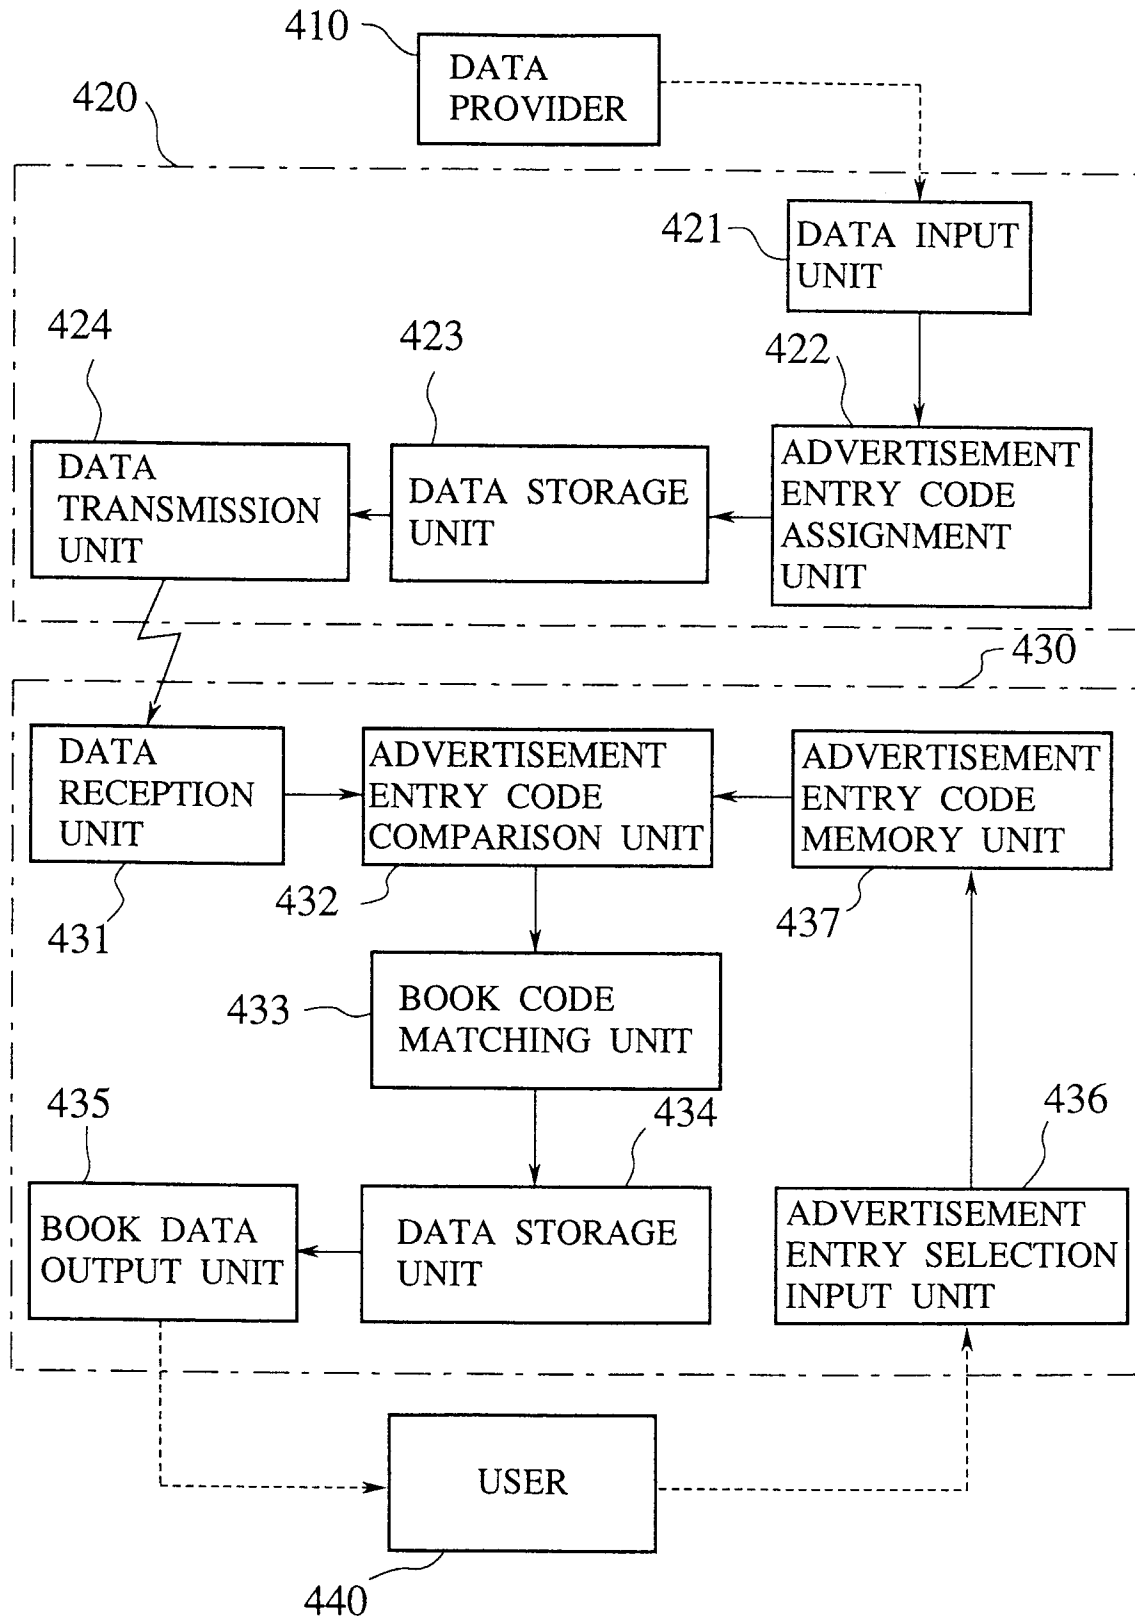 410
DATA
PROVIDER
420
421
DATA INPUT
UNIT
424
423
422
DATA
TRANSMISSION
UNIT
DATA STORAGE
UNIT
ADVERTISEMENT
ENTRY CODE
ASSIGNMENT
UNIT
430
DATA
RECEPTION
UNIT
ADVERTISEMENT
ENTRY CODE
COMPARISON UNIT
ADVERTISEMENT
ENTRY CODE
MEMORY UNIT
431
432
437
433
BOOK CODE
MATCHING UNIT
435
434
436
BOOK DATA
OUTPUT UNIT
DATA STORAGE
UNIT
ADVERTISEMENT
ENTRY SELECTION
INPUT UNIT
USER
440